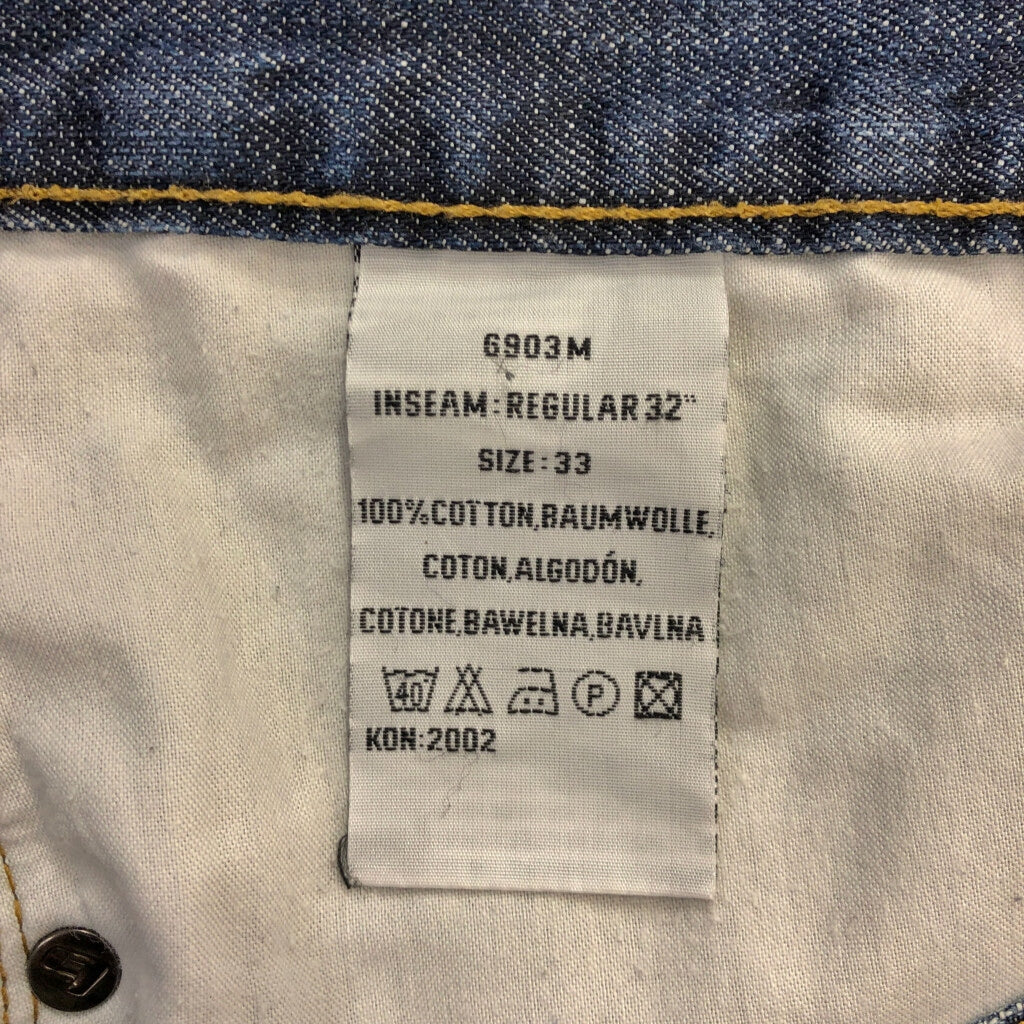 6903M
INSEAM:REGULAR 32"
SIZE:33
100%COTTON,BAUMWOLLE,
COTON,ALGODÓN,
COTONE,BAWELNA,BAVLNA
40 P
KON:2002